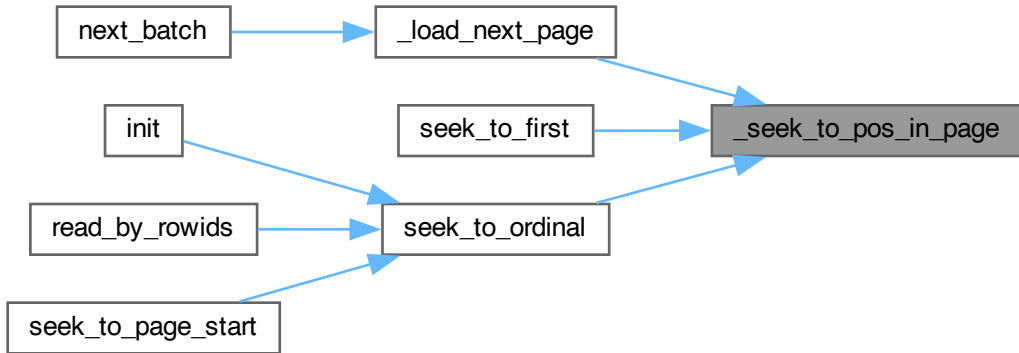 next_batch
_load_next_page
init
seek_to_first
_seek_to_pos_in_page
read_by_rowids
seek_to_ordinal
seek_to_page_start